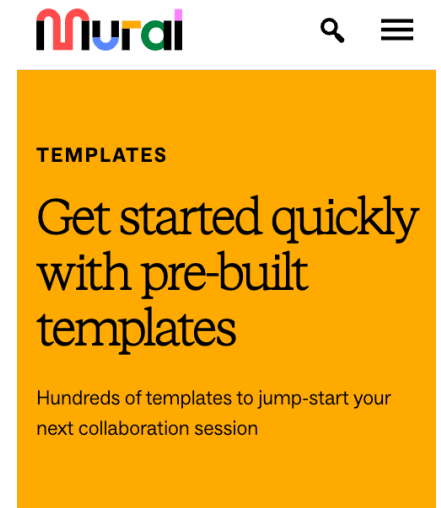 Mural
TEMPLATES
Get started quickly
with pre-built
templates
Hundreds of templates to jump-start your
next collaboration session